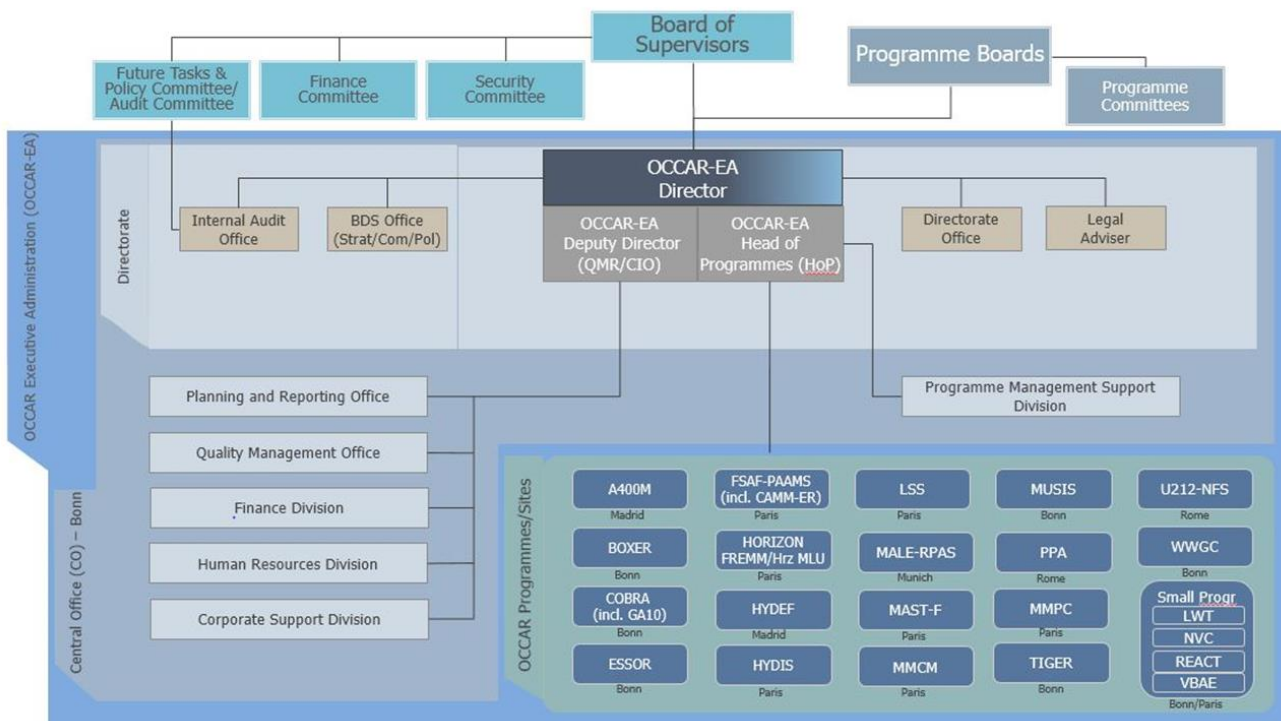 Board of
Supervisors
Programme Boards
Future Tasks &
Policy Committee/
Audit Committee
Finance
Committee
Security
Committee
Programme
Committees
OCCAR Executive Administration (OCCAR-EA)
Directorate
OCCAR-EA
Director
Internal Audit
Office
BDS Office
(Strat/Com/Pol)
OCCAR-EA
Deputy Director
(QMR/CIO)
OCCAR-EA
Head of
Programmes (HoP)
Directorate
Office
Legal
Adviser
Central Office (CO) – Bonn
Planning and Reporting Office
Quality Management Office
Finance Division
Human Resources Division
Corporate Support Division
Programme Management Support
Division
OCCAR Programmes/Sites
A400M
Madrid
FSAF-PAAMS
(incl. CAMM-ER)
Paris
LSS
Paris
MUSIS
Bonn
U212-NFS
Rome
BOXER
Bonn
HORIZON
FREMM/Hrz MLU
Paris
MALE-RPAS
Munich
PPA
Rome
WWGC
Bonn
COBRA
(incl. GA10)
Bonn
HYDEF
Madrid
MAST-F
Paris
MMPC
Paris
Small Progr
LWT
NVC
REACT
VBAE
Bonn/Paris
ESSOR
Bonn
HYDIS
Paris
MMCM
Paris
TIGER
Bonn